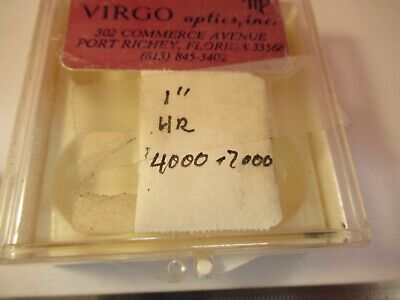 VIRGO optics, inc.
302 COMMERCE AVENUE
PORT RICHEY, FLORIDA 33568
(813) 845-3402
1"
HR
4000-7000